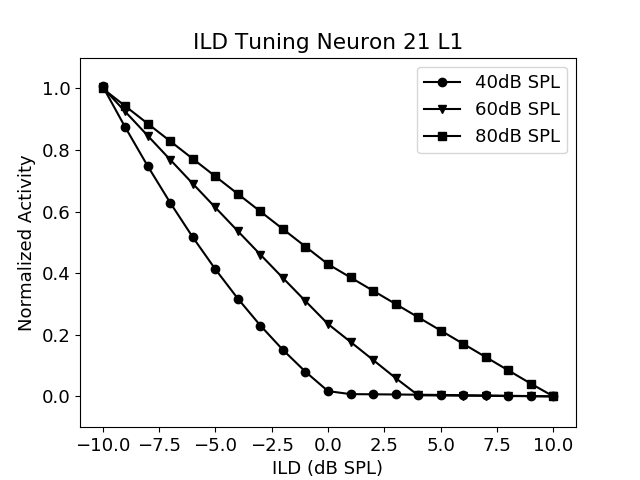 ILD Tuning Neuron 21 L1
40dB SPL
60dB SPL
80dB SPL
Normalized Activity
1.0
0.8
0.6
0.4
0.2
0.0
−10.0 −7.5 −5.0 −2.5 0.0 2.5 5.0 7.5 10.0
ILD (dB SPL)